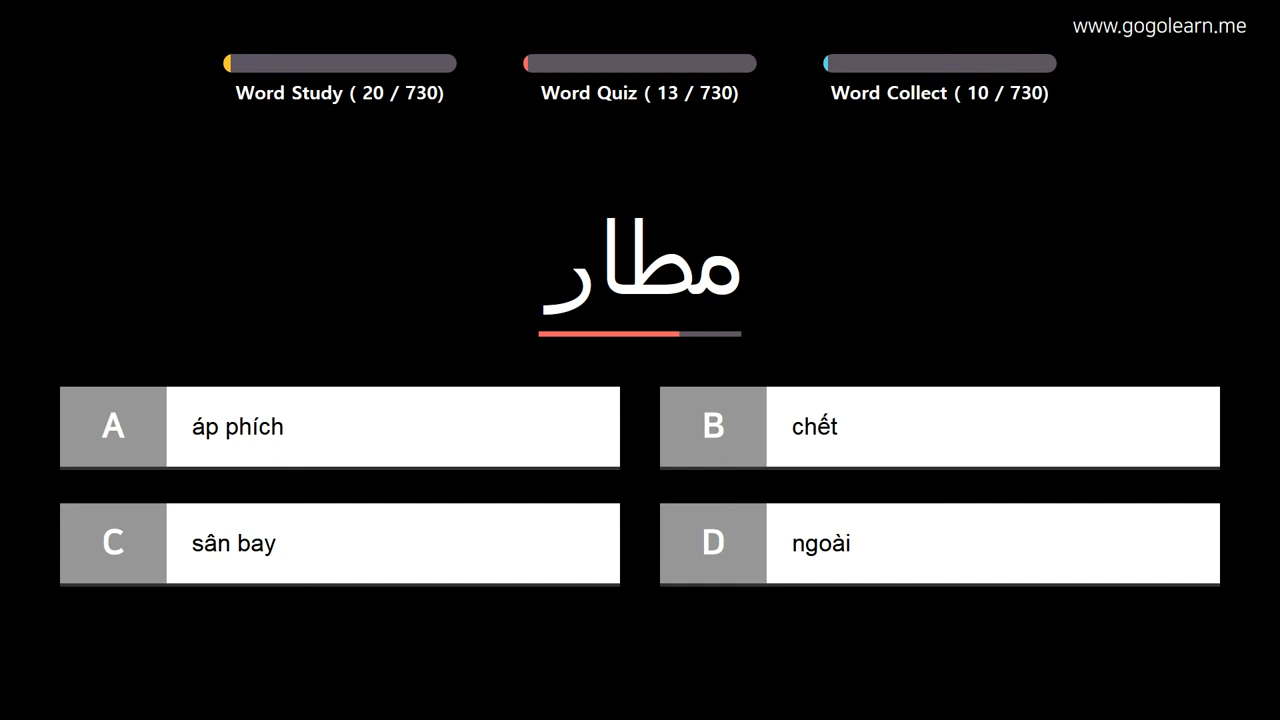 www.gogolearn.me
Word Study ( 20 / 730)
Word Quiz ( 13 / 730)
Word Collect ( 10 / 730)
مطار
A áp phích
B chết
C sân bay
D ngoài